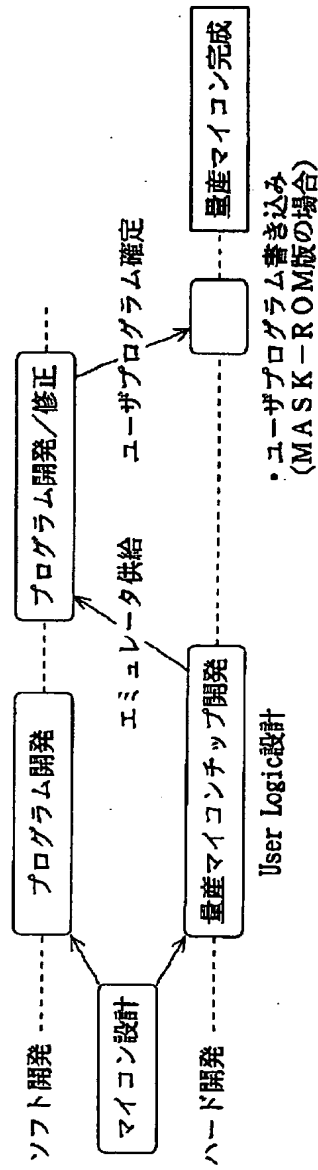 ソフト開発
プログラム開発
プログラム開発/修正
マイコン設計
エミュレータ供給
ユーザプログラム確定
ハード開発
量産マイコンチップ開発
量産マイコン完成
User Logic設計
・ユーザプログラム書き込み
(MASK-ROM版の場合)